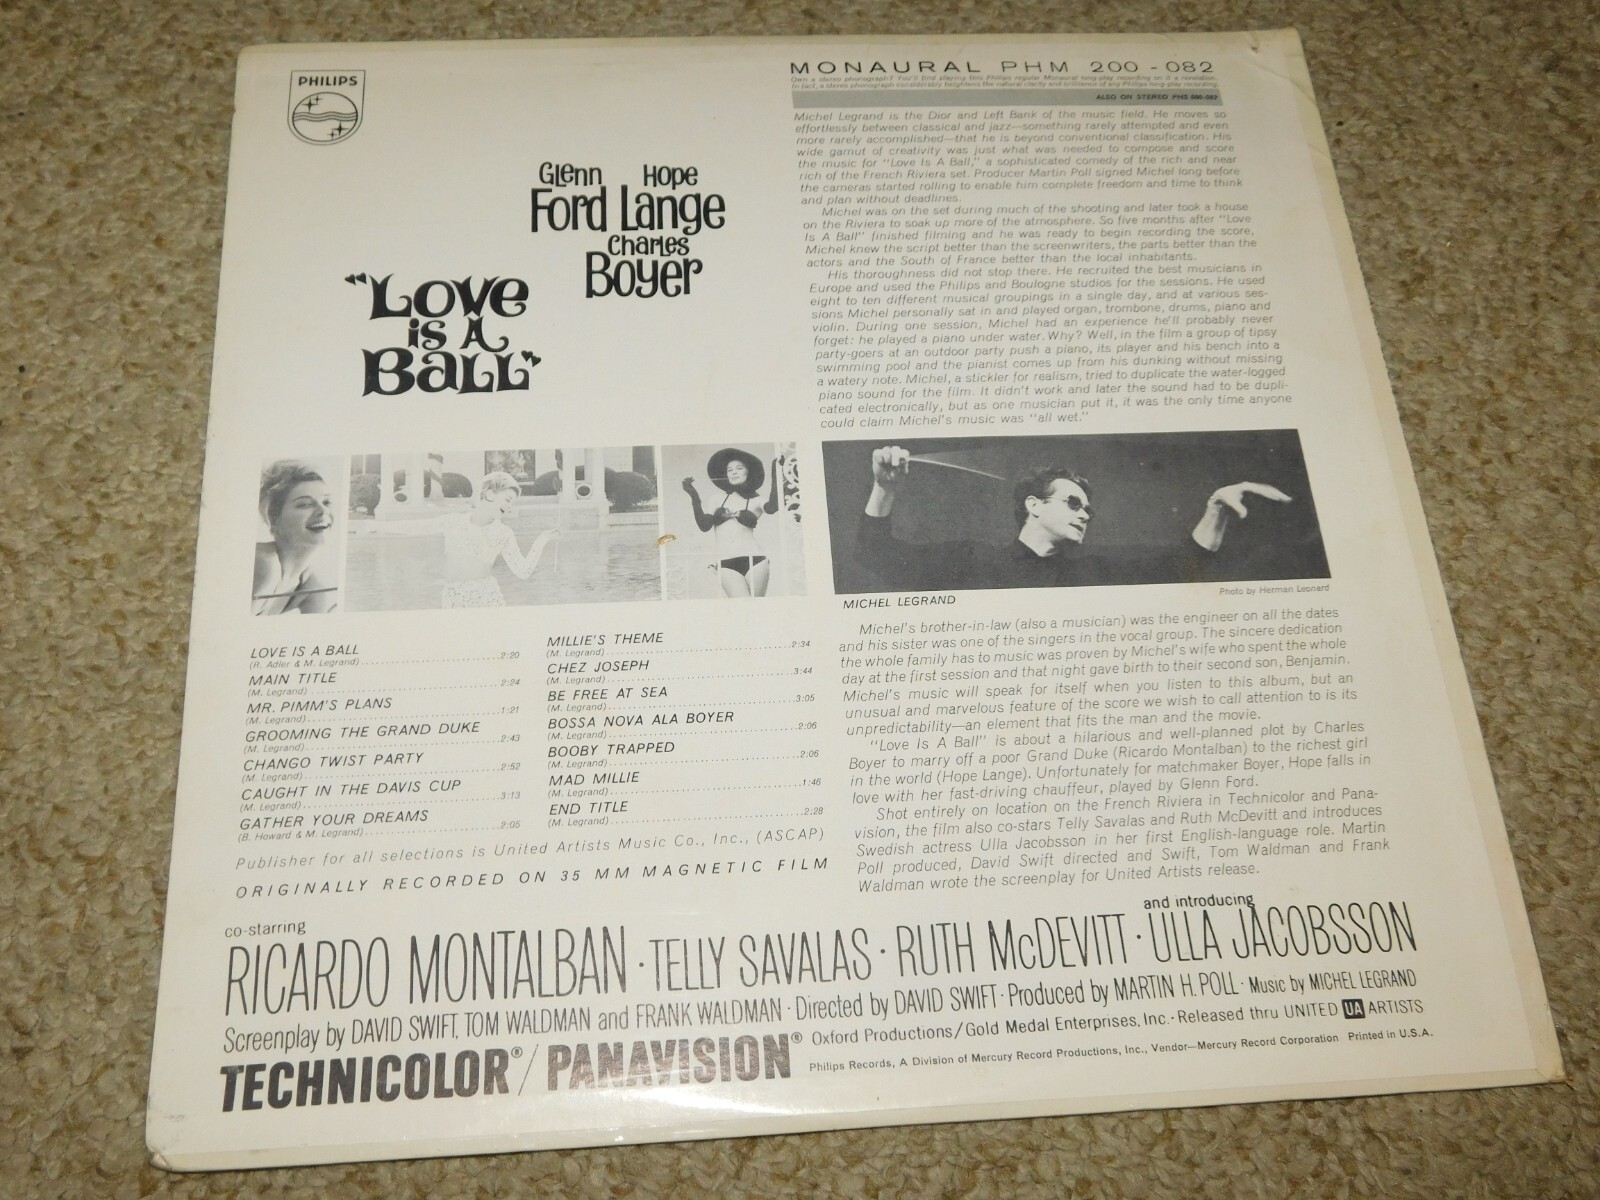 PHILIPS
MONAURAL PHM 200 - 082
Own a stereo phonograph? You'll find playing this Philips regular Monaural long-play recording on it a revelation.
In fact, a stereo phonograph considerably heightens the natural clarity and brilliance of any Philips long-play recording.
ALSO ON STEREO PHS 600-082
Glenn Hope
Ford Lange
Charles
Boyer
"Love
is A
Ball"
Michel Legrand is the Dior and Left Bank of the music field. He moves so
effortlessly between classical and jazz—something rarely attempted and even
more rarely accomplished—that he is beyond conventional classification. His
wide gamut of creativity was just what was needed to compose and score
the music for "Love Is A Ball," a sophisticated comedy of the rich and near
rich of the French Riviera set. Producer Martin Poll signed Michel long before
the cameras started rolling to enable him complete freedom and time to think
and plan without deadlines.
Michel was on the set during much of the shooting and later took a house
on the Riviera to soak up more of the atmosphere. So five months after "Love
Is A Ball" finished filming and he was ready to begin recording the score,
Michel knew the script better than the screenwriters, the parts better than the
actors and the South of France better than the local inhabitants.
His thoroughness did not stop there. He recruited the best musicians in
Europe and used the Philips and Boulogne studios for the sessions. He used
eight to ten different musical groupings in a single day, and at various ses-
sions Michel personally sat in and played organ, trombone, drums, piano and
violin. During one session, Michel had an experience he'll probably never
forget: he played a piano under water. Why? Well, in the film a group of tipsy
party-goers at an outdoor party push a piano, its player and his bench into a
swimming pool and the pianist comes up from his dunking without missing
a watery note. Michel, a stickler for realism, tried to duplicate the water-logged
piano sound for the film. It didn't work and later the sound had to be dupli-
cated electronically, but as one musician put it, it was the only time anyone
could claim Michel's music was "all wet."
MICHEL LEGRAND
Photo by Herman Leonard
LOVE IS A BALL
(R. Adler & M. Legrand) 2:20
MAIN TITLE
(M. Legrand) 2:24
MR. PIMM'S PLANS
(M. Legrand) 1:21
GROOMING THE GRAND DUKE
(M. Legrand) 2:43
CHANGO TWIST PARTY
(M. Legrand) 2:52
CAUGHT IN THE DAVIS CUP
(M. Legrand) 3:13
GATHER YOUR DREAMS
(B. Howard & M. Legrand) 2:05
MILLIE'S THEME
(M. Legrand) 2:34
CHEZ JOSEPH
(M. Legrand) 3:44
BE FREE AT SEA
(M. Legrand) 3:05
BOSSA NOVA ALA BOYER
(M. Legrand) 2:06
BOOBY TRAPPED
(M. Legrand) 2:06
MAD MILLIE
(M. Legrand) 1:46
END TITLE
(M. Legrand) 2:28
Publisher for all selections is United Artists Music Co., Inc., (ASCAP)
ORIGINALLY RECORDED ON 35 MM MAGNETIC FILM
Michel's brother-in-law (also a musician) was the engineer on all the dates
and his sister was one of the singers in the vocal group. The sincere dedication
the whole family has to music was proven by Michel's wife who spent the whole
day at the first session and that night gave birth to their second son, Benjamin.
Michel's music will speak for itself when you listen to this album, but an
unusual and marvelous feature of the score we wish to call attention to is its
unpredictability—an element that fits the man and the movie.
"Love Is A Ball" is about a hilarious and well-planned plot by Charles
Boyer to marry off a poor Grand Duke (Ricardo Montalban) to the richest girl
in the world (Hope Lange). Unfortunately for matchmaker Boyer, Hope falls in
love with her fast-driving chauffeur, played by Glenn Ford.
Shot entirely on location on the French Riviera in Technicolor and Pana-
vision, the film also co-stars Telly Savalas and Ruth McDevitt and introduces
Swedish actress Ulla Jacobsson in her first English-language role. Martin
Poll produced, David Swift directed and Swift, Tom Waldman and Frank
Waldman wrote the screenplay for United Artists release.
co-starring
and introducing
RICARDO MONTALBAN · TELLY SAVALAS · RUTH McDEVITT · ULLA JACOBSSON
Screenplay by DAVID SWIFT, TOM WALDMAN and FRANK WALDMAN · Directed by DAVID SWIFT · Produced by MARTIN H. POLL · Music by MICHEL LEGRAND
TECHNICOLOR®/PANAVISION® Oxford Productions/Gold Medal Enterprises, Inc. · Released thru UNITED UA ARTISTS
Philips Records, A Division of Mercury Record Productions, Inc., Vendor—Mercury Record Corporation Printed in U.S.A.